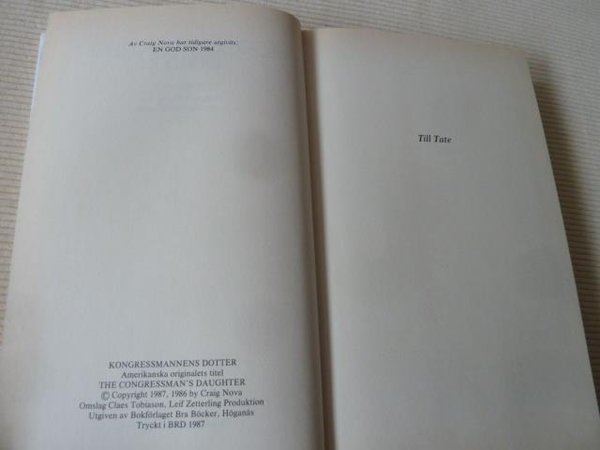 Av Craig Nova har tidigare utgivits:
EN GOD SON 1984
KONGRESSMANNENS DOTTER
Amerikanska originalets titel
THE CONGRESSMAN'S DAUGHTER
© Copyright 1987, 1986 by Craig Nova
Omslag Claes Tobiason, Leif Zetterling Produktion
Utgiven av Bokförlaget Bra Böcker, Höganäs
Tryckt i BRD 1987
Till Tate